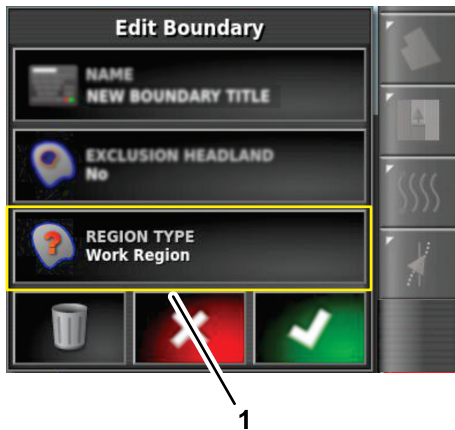 Edit Boundary
NAME
NEW BOUNDARY TITLE
EXCLUSION HEADLAND
No
REGION TYPE
Work Region
1